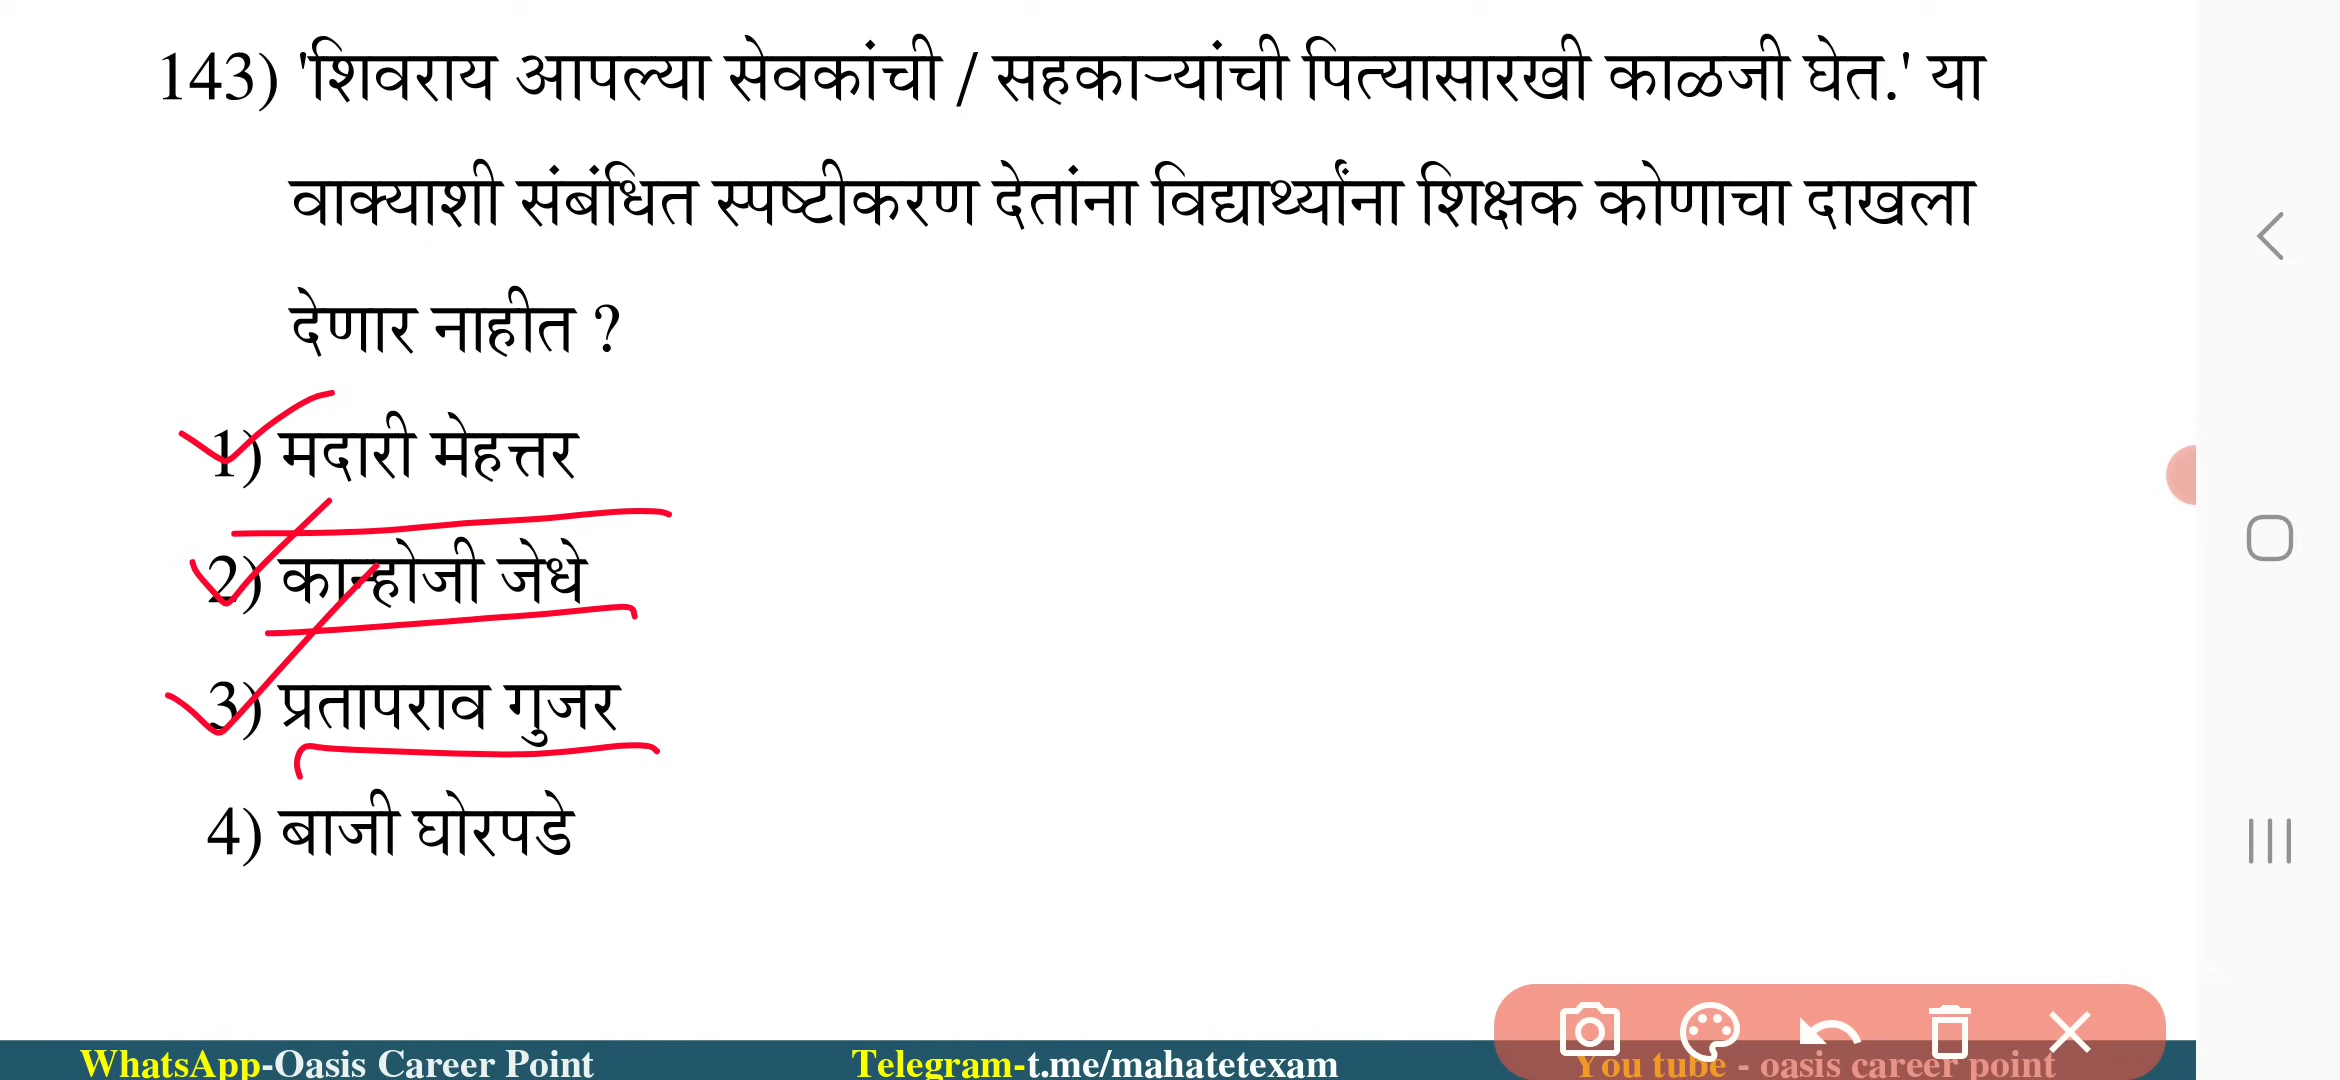 143) 'शिवराय आपल्या सेवकांची / सहकाऱ्यांची पित्यासारखी काळजी घेत.' या
वाक्याशी संबंधित स्पष्टीकरण देतांना विद्यार्थ्यांना शिक्षक कोणाचा दाखला
देणार नाहीत ?
1) मदारी मेहत्तर
2) कान्होजी जेधे
3) प्रतापराव गुजर
4) बाजी घोरपडे
WhatsApp-Oasis Career Point
Telegram-t.me/mahatetexam
You tube - oasis career point